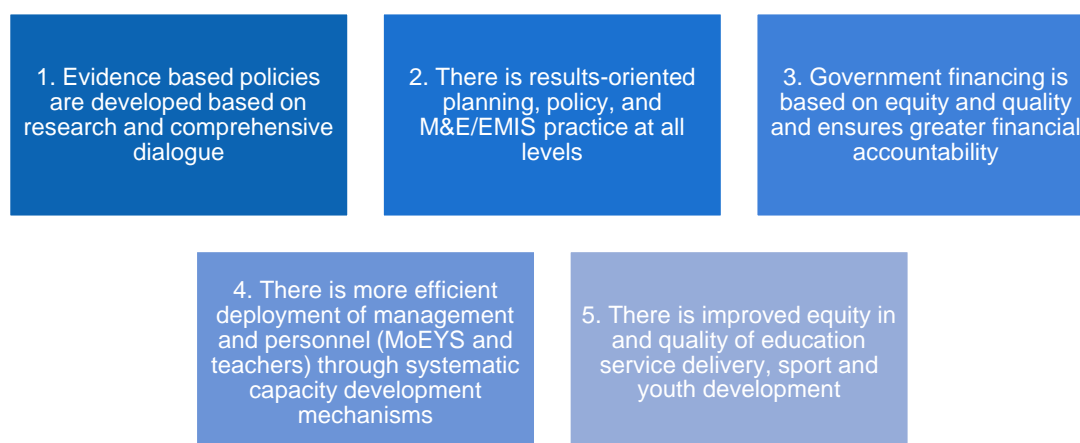 1. Evidence based policies
are developed based on
research and comprehensive
dialogue
2. There is results-oriented
planning, policy, and
M&E/EMIS practice at all
levels
3. Government financing is
based on equity and quality
and ensures greater financial
accountability
4. There is more efficient
deployment of management
and personnel (MoEYS and
teachers) through systematic
capacity development
mechanisms
5. There is improved equity in
and quality of education
service delivery, sport and
youth development